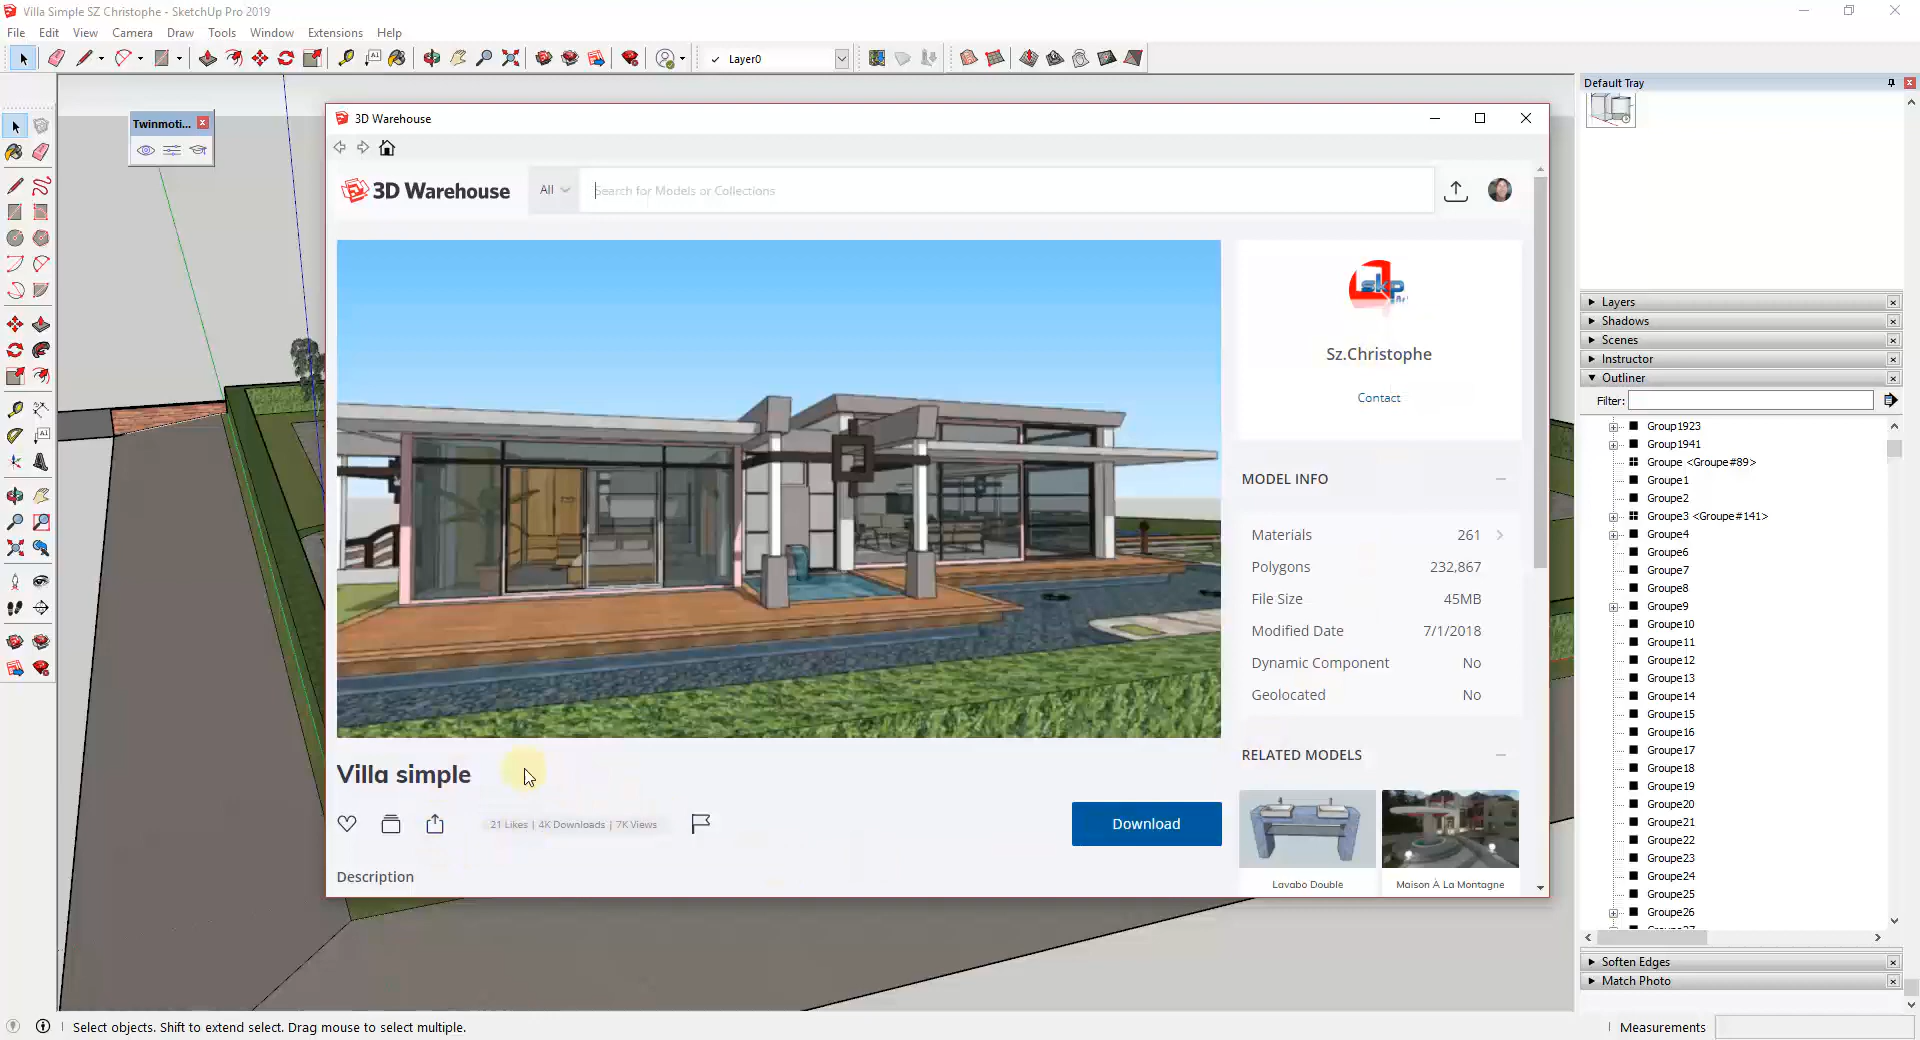 Villa Simple SZ Christophe - SketchUp Pro 2019
File Edit View Camera Draw Tools Window Extensions Help
Layer0
Default Tray
Twinmoti...
3D Warehouse
3D Warehouse
All
Search for Models or Collections
skp
Sz.Christophe
Contact
MODEL INFO
Materials 261
Polygons 232,867
File Size 45MB
Modified Date 7/1/2018
Dynamic Component No
Geolocated No
RELATED MODELS
Lavabo Double
Maison À La Montagne
Villa simple
21 Likes | 4K Downloads | 7K Views
Download
Description
Layers
Shadows
Scenes
Instructor
Outliner
Filter:
Group1923
Group1941
Groupe <Groupe#89>
Groupe1
Groupe2
Groupe3 <Groupe#141>
Groupe4
Groupe6
Groupe7
Groupe8
Groupe9
Groupe10
Groupe11
Groupe12
Groupe13
Groupe14
Groupe15
Groupe16
Groupe17
Groupe18
Groupe19
Groupe20
Groupe21
Groupe22
Groupe23
Groupe24
Groupe25
Groupe26
Soften Edges
Match Photo
Select objects. Shift to extend select. Drag mouse to select multiple.
Measurements